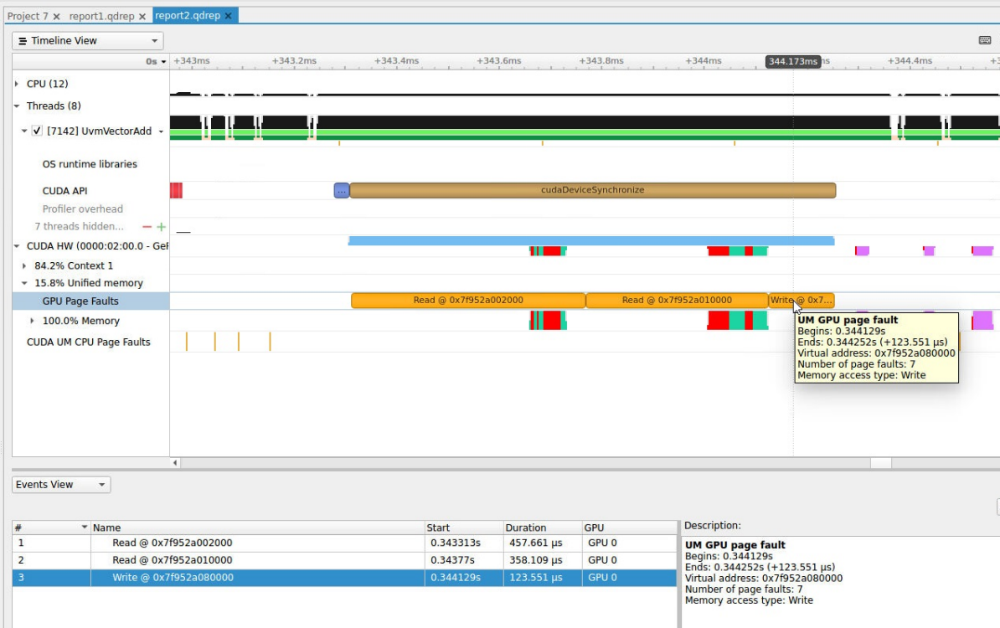 Project 7 × report1.qdrep × report2.qdrep ×
Timeline View
0s +343ms +343.2ms +343.4ms +343.6ms +343.8ms +344ms 344.173ms +344.4ms
CPU (12)
Threads (8)
[7142] UvmVectorAdd
OS runtime libraries
CUDA API ... cudaDeviceSynchronize
Profiler overhead
7 threads hidden... − +
CUDA HW (0000:02:00.0 - GeF
84.2% Context 1
15.8% Unified memory
GPU Page Faults Read @ 0x7f952a002000 Read @ 0x7f952a010000 Write @ 0x7...
100.0% Memory
CUDA UM CPU Page Faults
UM GPU page fault
Begins: 0.344129s
Ends: 0.344252s (+123.551 µs)
Virtual address: 0x7f952a080000
Number of page faults: 7
Memory access type: Write
Events View
# Name Start Duration GPU
1 Read @ 0x7f952a002000 0.343313s 457.661 µs GPU 0
2 Read @ 0x7f952a010000 0.34377s 358.109 µs GPU 0
3 Write @ 0x7f952a080000 0.344129s 123.551 µs GPU 0
Description:
UM GPU page fault
Begins: 0.344129s
Ends: 0.344252s (+123.551 µs)
Virtual address: 0x7f952a080000
Number of page faults: 7
Memory access type: Write